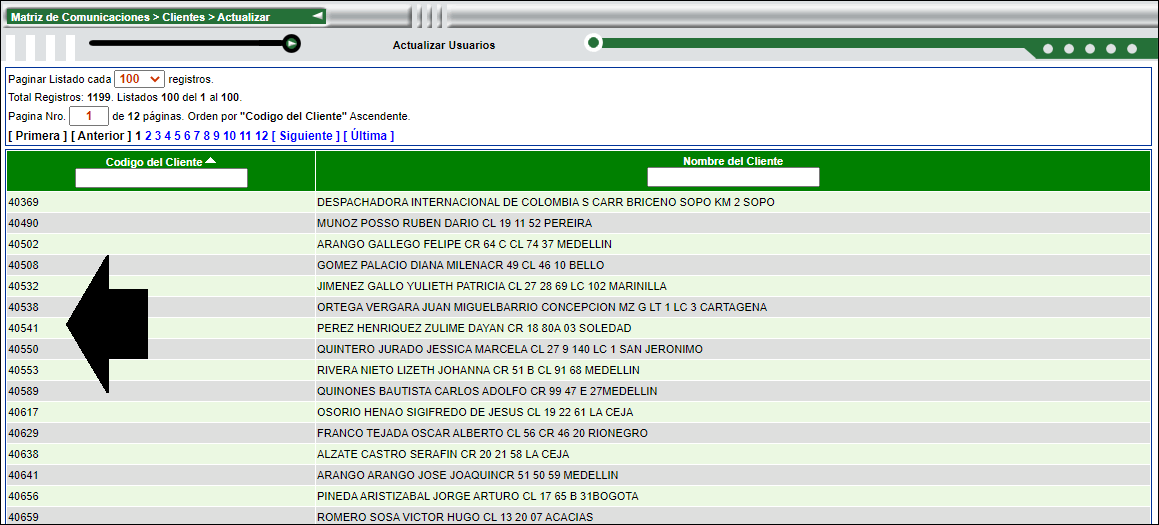 Matriz de Comunicaciones > Clientes > Actualizar
Actualizar Usuarios
Paginar Listado cada 100 registros.
Total Registros: 1199. Listados 100 del 1 al 100.
Pagina Nro. 1 de 12 páginas. Orden por "Codigo del Cliente" Ascendente.
[ Primera ] [ Anterior ] 1 2 3 4 5 6 7 8 9 10 11 12 [ Siguiente ] [ Última ]
Codigo del Cliente Nombre del Cliente
40369 DESPACHADORA INTERNACIONAL DE COLOMBIA S CARR BRICENO SOPO KM 2 SOPO
40490 MUNOZ POSSO RUBEN DARIO CL 19 11 52 PEREIRA
40502 ARANGO GALLEGO FELIPE CR 64 C CL 74 37 MEDELLIN
40508 GOMEZ PALACIO DIANA MILENACR 49 CL 46 10 BELLO
40532 JIMENEZ GALLO YULIETH PATRICIA CL 27 28 69 LC 102 MARINILLA
40538 ORTEGA VERGARA JUAN MIGUELBARRIO CONCEPCION MZ G LT 1 LC 3 CARTAGENA
40541 PEREZ HENRIQUEZ ZULIME DAYAN CR 18 80A 03 SOLEDAD
40550 QUINTERO JURADO JESSICA MARCELA CL 27 9 140 LC 1 SAN JERONIMO
40553 RIVERA NIETO LIZETH JOHANNA CR 51 B CL 91 68 MEDELLIN
40589 QUINONES BAUTISTA CARLOS ADOLFO CR 99 47 E 27MEDELLIN
40617 OSORIO HENAO SIGIFREDO DE JESUS CL 19 22 61 LA CEJA
40629 FRANCO TEJADA OSCAR ALBERTO CL 56 CR 46 20 RIONEGRO
40638 ALZATE CASTRO SERAFIN CR 20 21 58 LA CEJA
40641 ARANGO ARANGO JOSE JOAQUINCR 51 50 59 MEDELLIN
40656 PINEDA ARISTIZABAL JORGE ARTURO CL 17 65 B 31BOGOTA
40659 ROMERO SOSA VICTOR HUGO CL 13 20 07 ACACIAS